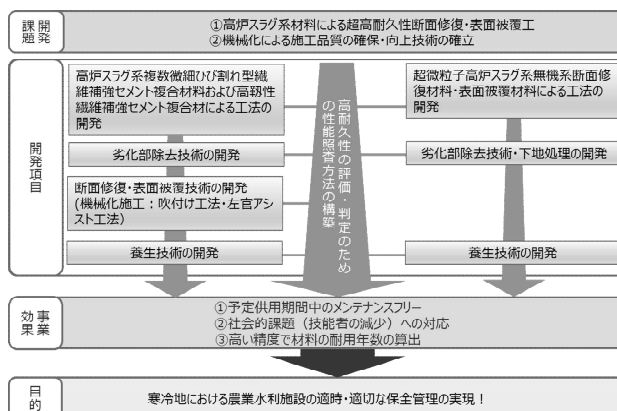 開発
課題
①高炉スラグ系材料による超高耐久性断面修復・表面被覆工
②機械化による施工品質の確保・向上技術の確立
開発項目
高炉スラグ系複数微細ひび割れ型繊
維補強セメント複合材料および高靭性
繊維補強セメント複合材による工法の
開発
劣化部除去技術の開発
断面修復・表面被覆技術の開発
(機械化施工：吹付け工法・左官アシ
スト工法)
養生技術の開発
高耐久性の評価・判定のため
の性能照査方法の構築
超微粒子高炉スラグ系無機系断面修
復材料・表面被覆材料による工法の
開発
劣化部除去技術・下地処理の開発
養生技術の開発
事業
効果
①予定供用期間中のメンテナンスフリー
②社会的課題（技能者の減少）への対応
③高い精度で材料の耐用年数の算出
目的
寒冷地における農業水利施設の適時・適切な保全管理の実現！